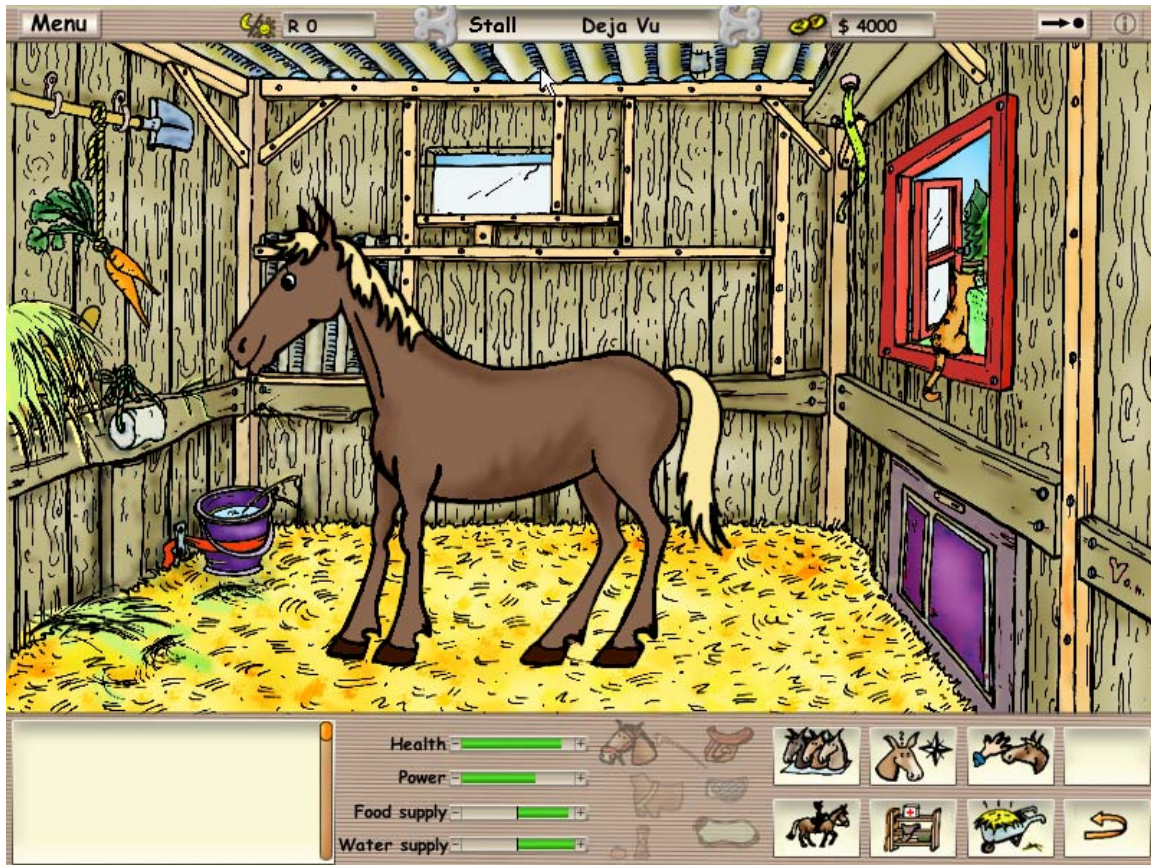 Menu
R 0
Stall Deja Vu
$ 4000
Health
Power
Food supply
Water supply